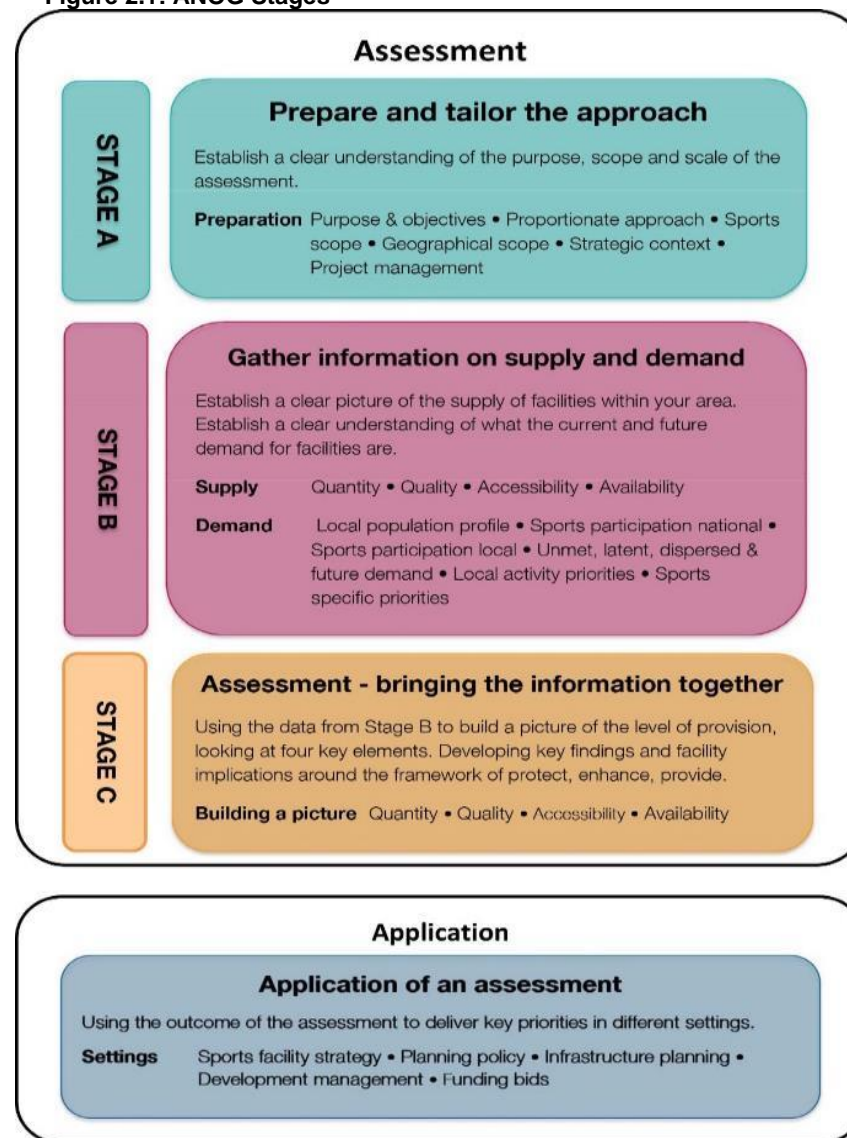 Figure 2.1: ANOG Stages
Assessment
STAGE A
Prepare and tailor the approach
Establish a clear understanding of the purpose, scope and scale of the
assessment.
Preparation Purpose & objectives • Proportionate approach • Sports
scope • Geographical scope • Strategic context •
Project management
STAGE B
Gather information on supply and demand
Establish a clear picture of the supply of facilities within your area.
Establish a clear understanding of what the current and future
demand for facilities are.
Supply Quantity • Quality • Accessibility • Availability
Demand Local population profile • Sports participation national •
Sports participation local • Unmet, latent, dispersed &
future demand • Local activity priorities • Sports
specific priorities
STAGE C
Assessment - bringing the information together
Using the data from Stage B to build a picture of the level of provision,
looking at four key elements. Developing key findings and facility
implications around the framework of protect, enhance, provide.
Building a picture Quantity • Quality • Accessibility • Availability
Application
Application of an assessment
Using the outcome of the assessment to deliver key priorities in different settings.
Settings Sports facility strategy • Planning policy • Infrastructure planning •
Development management • Funding bids